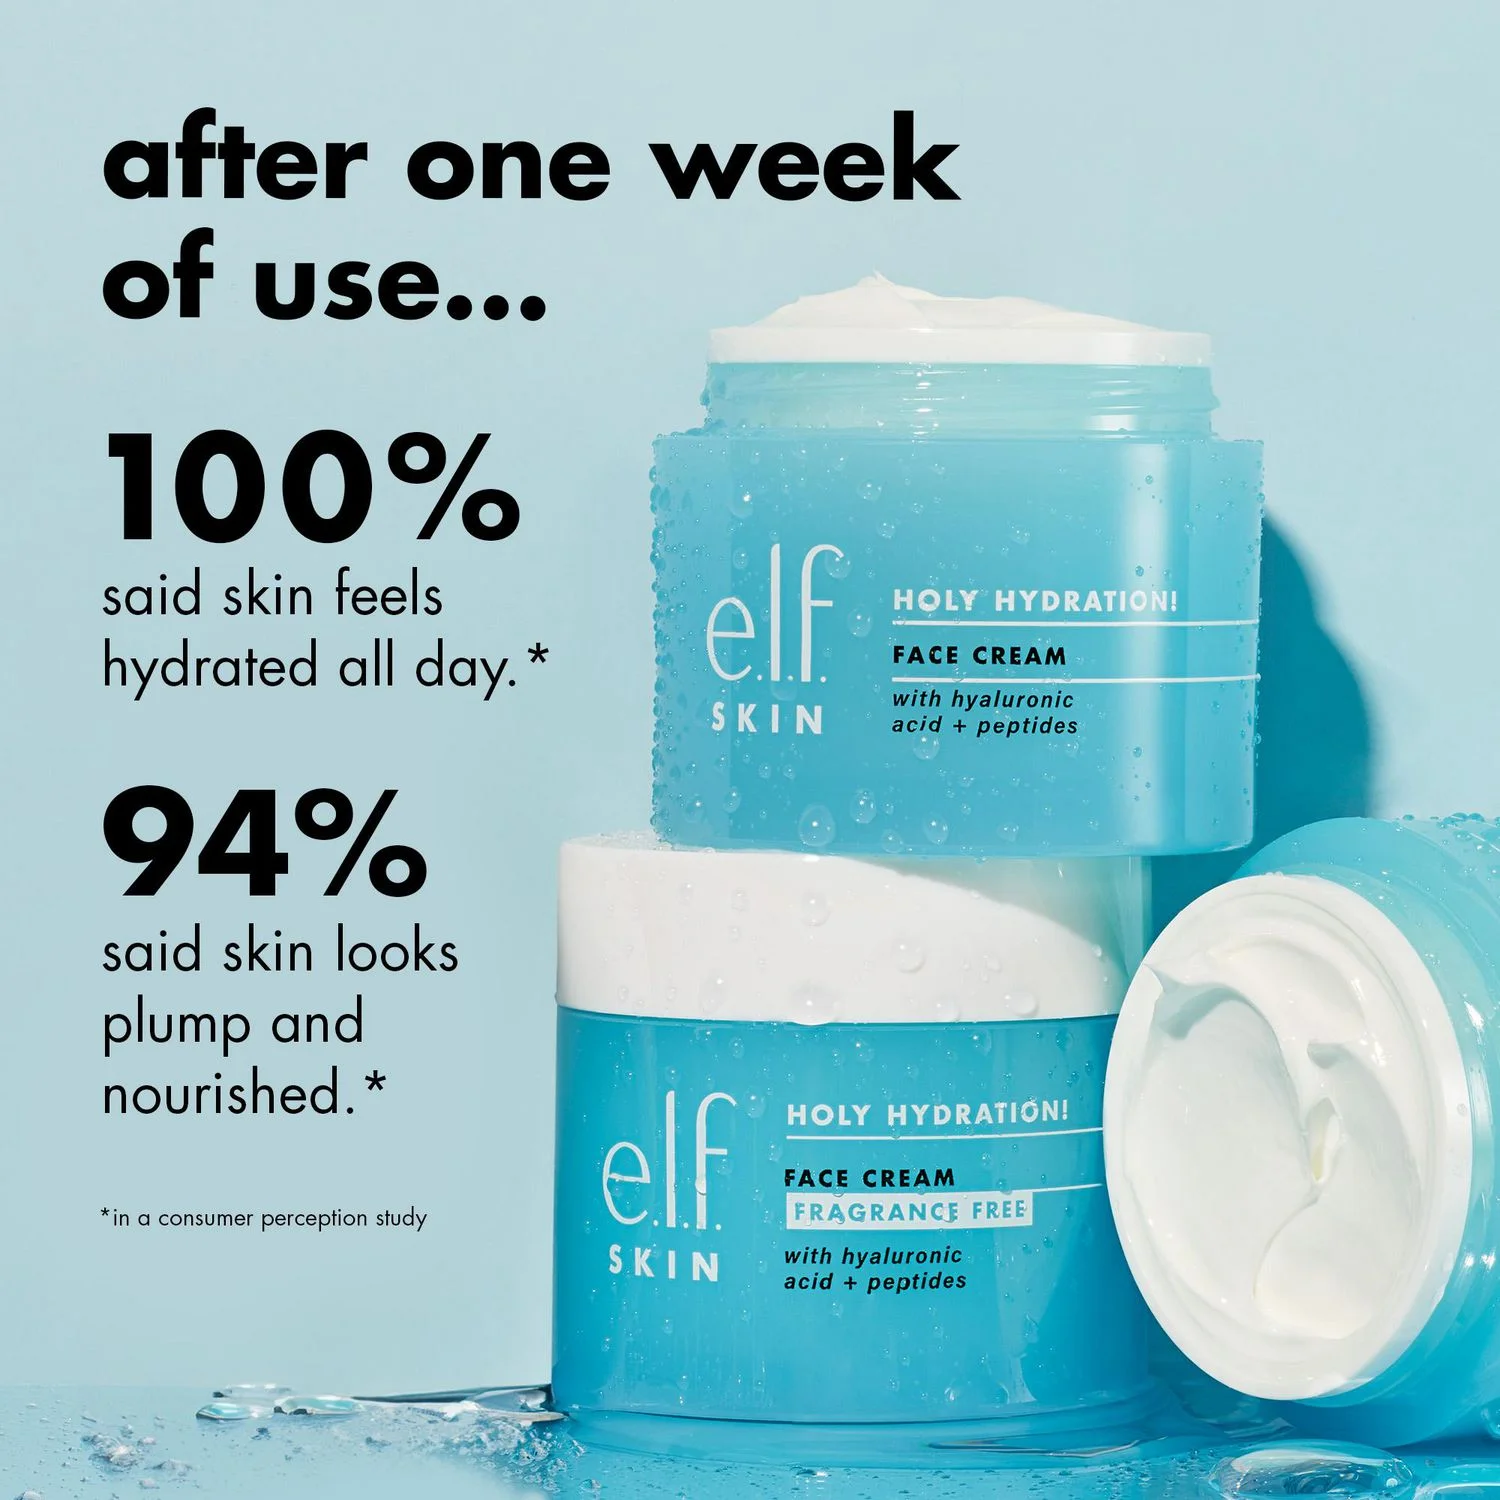 after one week
of use...
100%
said skin feels
hydrated all day.*
94%
said skin looks
plump and
nourished.*
*in a consumer perception study
e.l.f.
SKIN
HOLY HYDRATION!
FACE CREAM
with hyaluronic
acid + peptides
e.l.f.
SKIN
HOLY HYDRATION!
FACE CREAM
FRAGRANCE FREE
with hyaluronic
acid + peptides